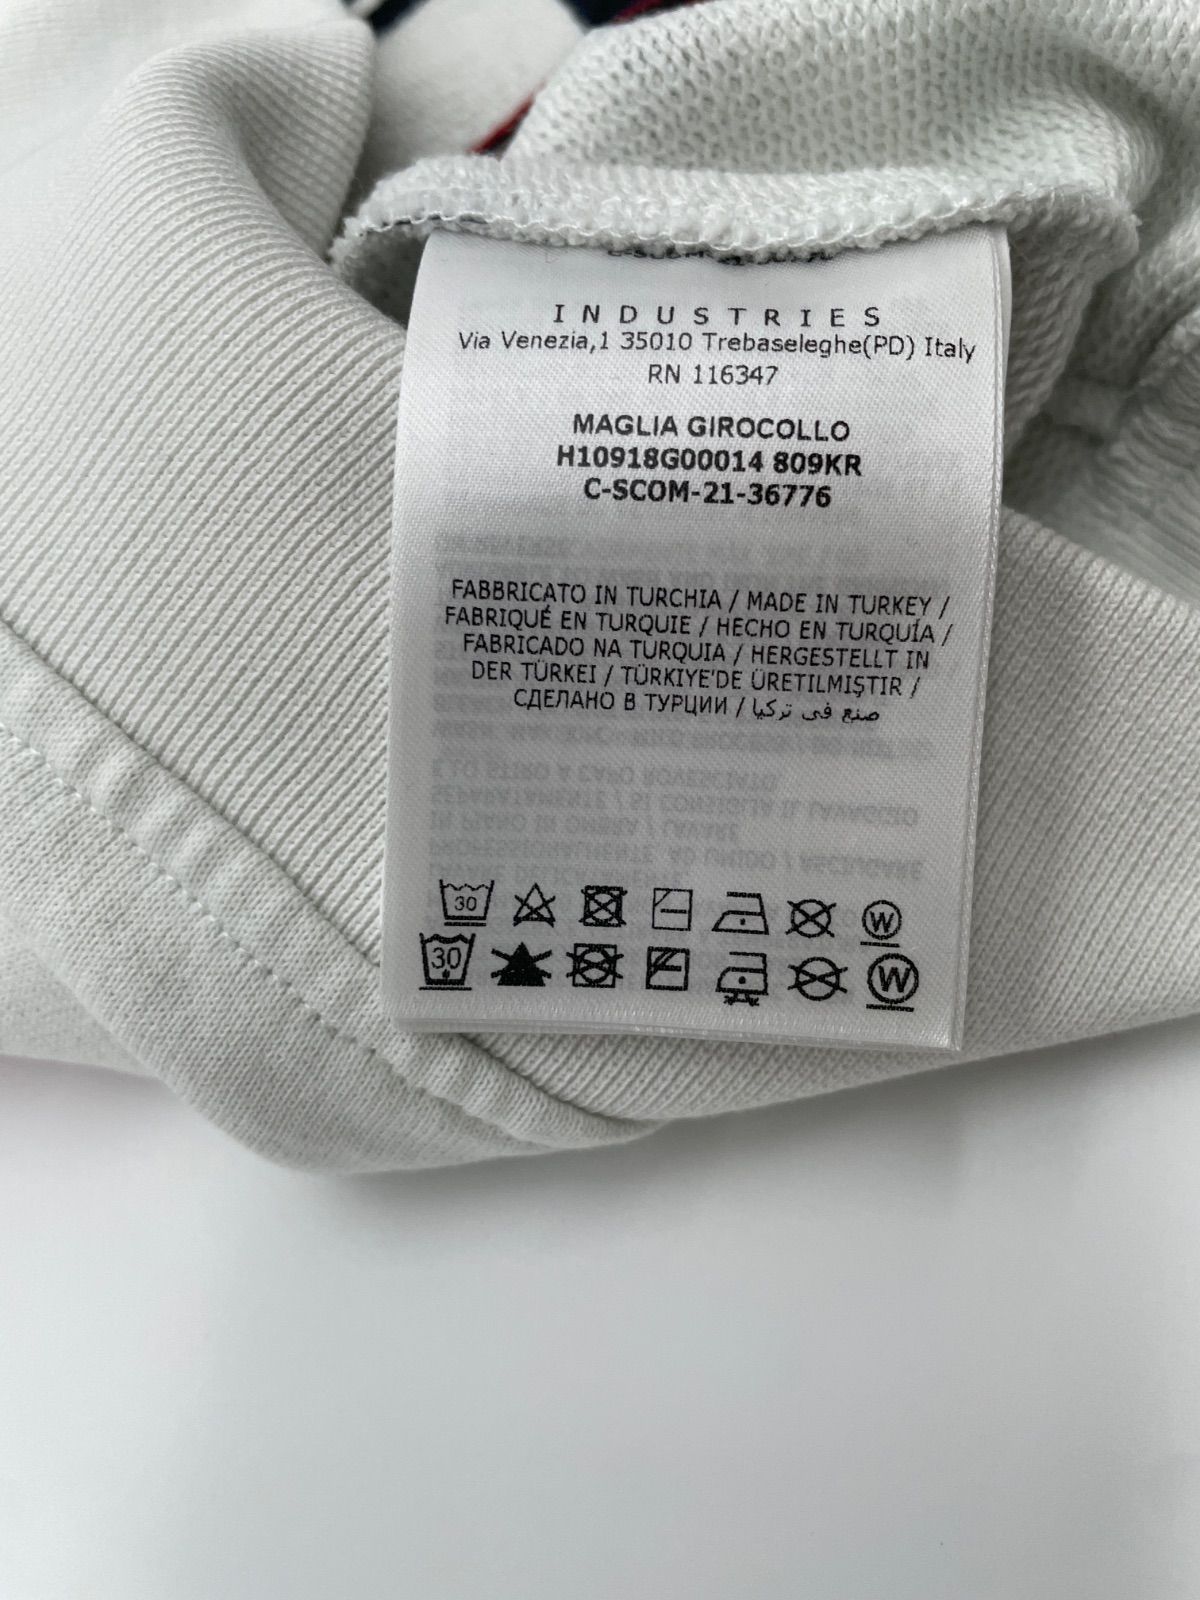 INDUSTRIES
Via Venezia,1 35010 Trebaseleghe(PD) Italy
RN 116347
MAGLIA GIROCOLLO
H10918G00014 809KR
C-SCOM-21-36776
FABBRICATO IN TURCHIA / MADE IN TURKEY /
FABRIQUÉ EN TURQUIE / HECHO EN TURQUÍA /
FABRICADO NA TURQUIA / HERGESTELLT IN
DER TÜRKEI / TÜRKIYE'DE ÜRETILMIŞTIR /
СДЕЛАНО В ТУРЦИИ / صنع في تركيا
30 W
30 W